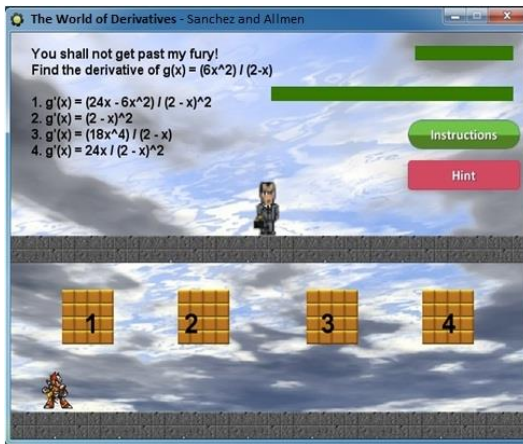 The World of Derivatives - Sanchez and Allmen
You shall not get past my fury!
Find the derivative of g(x) = (6x^2) / (2-x)
1. g'(x) = (24x - 6x^2) / (2 - x)^2
2. g'(x) = (2 - x)^2
3. g'(x) = (18x^4) / (2 - x)
4. g'(x) = 24x / (2 - x)^2
Instructions
Hint
1 2 3 4